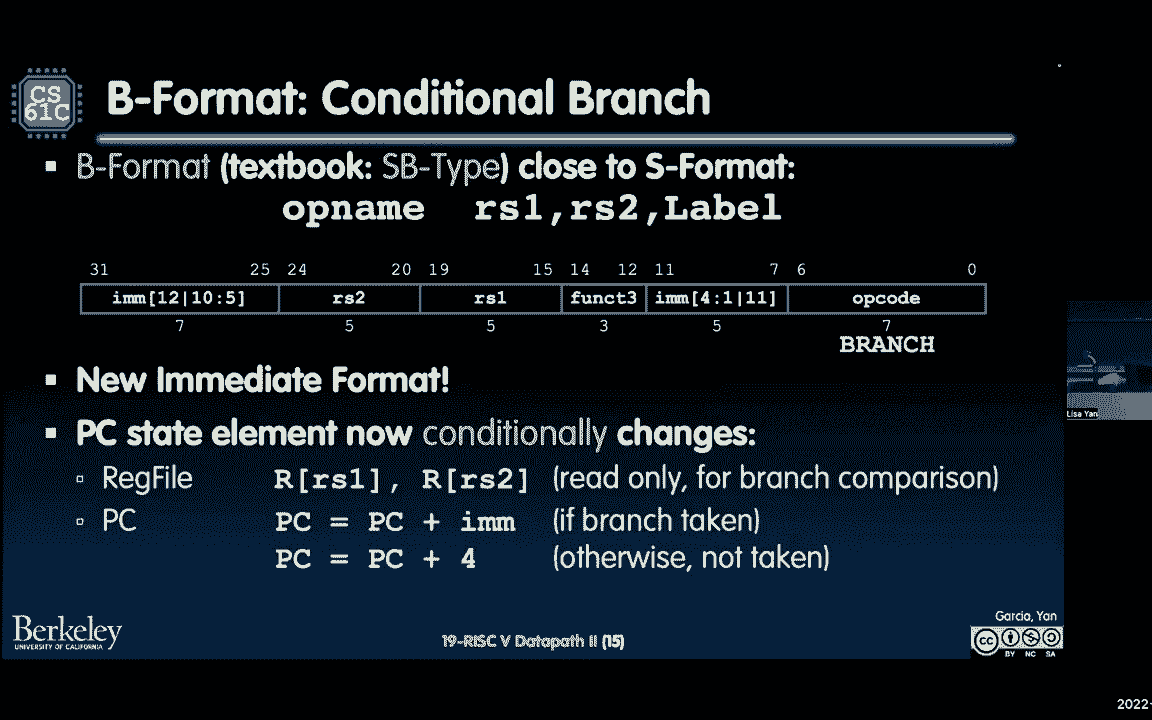 CS
61C
B-Format: Conditional Branch
▪ B-Format (textbook: SB-Type) close to S-Format:
opname rs1,rs2,Label
31 25 24 20 19 15 14 12 11 7 6 0
imm[12|10:5] rs2 rs1 funct3 imm[4:1|11] opcode
7 5 5 3 5 7
BRANCH
▪ New Immediate Format!
▪ PC state element now conditionally changes:
▫ RegFile R[rs1], R[rs2] (read only, for branch comparison)
▫ PC PC = PC + imm (if branch taken)
PC = PC + 4 (otherwise, not taken)
Lisa Yan
Berkeley
UNIVERSITY OF CALIFORNIA
19-RISC V Datapath II (15)
Garcia, Yan
cc
BY NC SA
2022-